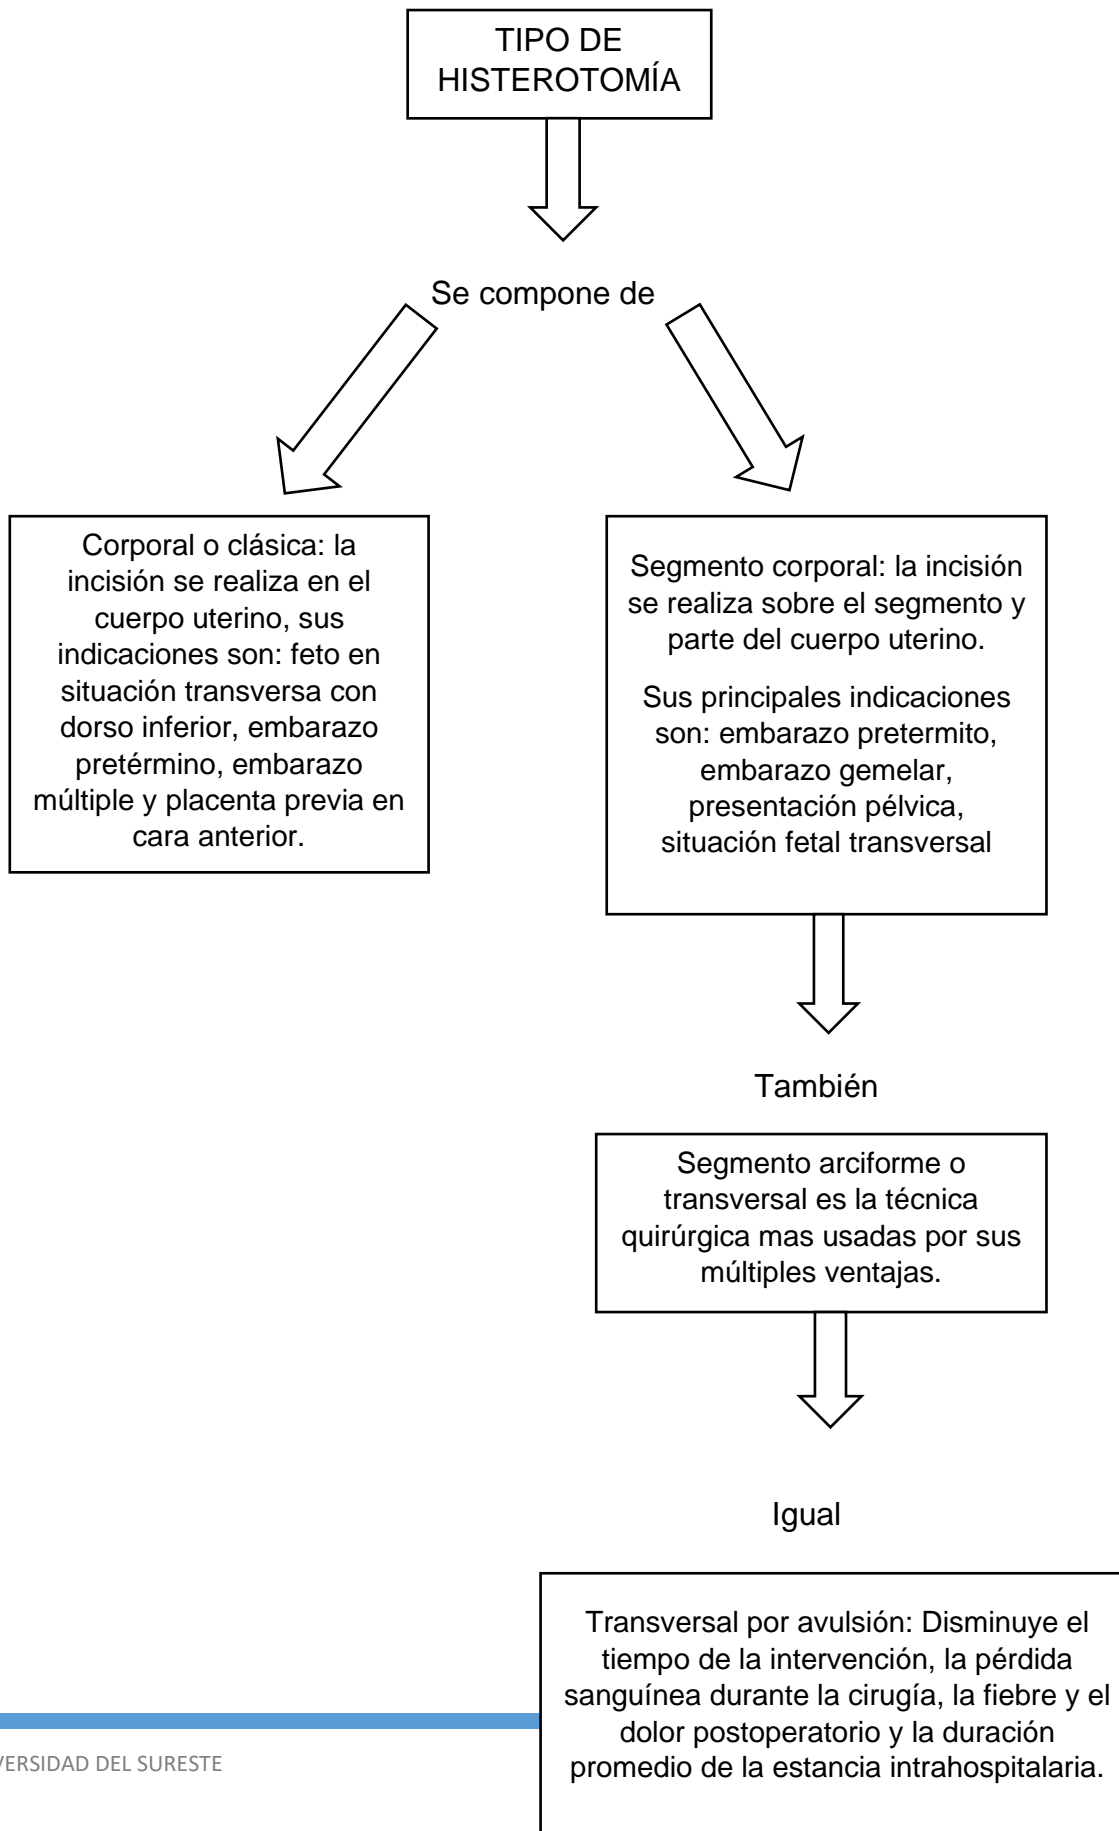 TIPO DE
HISTEROTOMÍA
Se compone de
Corporal o clásica: la
incisión se realiza en el
cuerpo uterino, sus
indicaciones son: feto en
situación transversa con
dorso inferior, embarazo
pretérmino, embarazo
múltiple y placenta previa en
cara anterior.
Segmento corporal: la incisión
se realiza sobre el segmento y
parte del cuerpo uterino.
Sus principales indicaciones
son: embarazo pretermito,
embarazo gemelar,
presentación pélvica,
situación fetal transversal
También
Segmento arciforme o
transversal es la técnica
quirúrgica mas usadas por sus
múltiples ventajas.
Igual
Transversal por avulsión: Disminuye el
tiempo de la intervención, la pérdida
sanguínea durante la cirugía, la fiebre y el
dolor postoperatorio y la duración
promedio de la estancia intrahospitalaria.
VERSIDAD DEL SURESTE